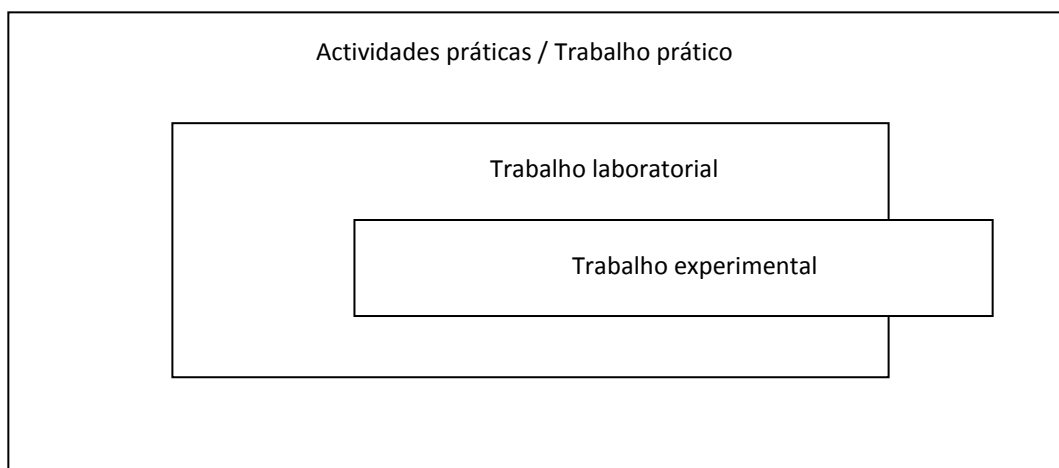 Actividades práticas / Trabalho prático
Trabalho laboratorial
Trabalho experimental